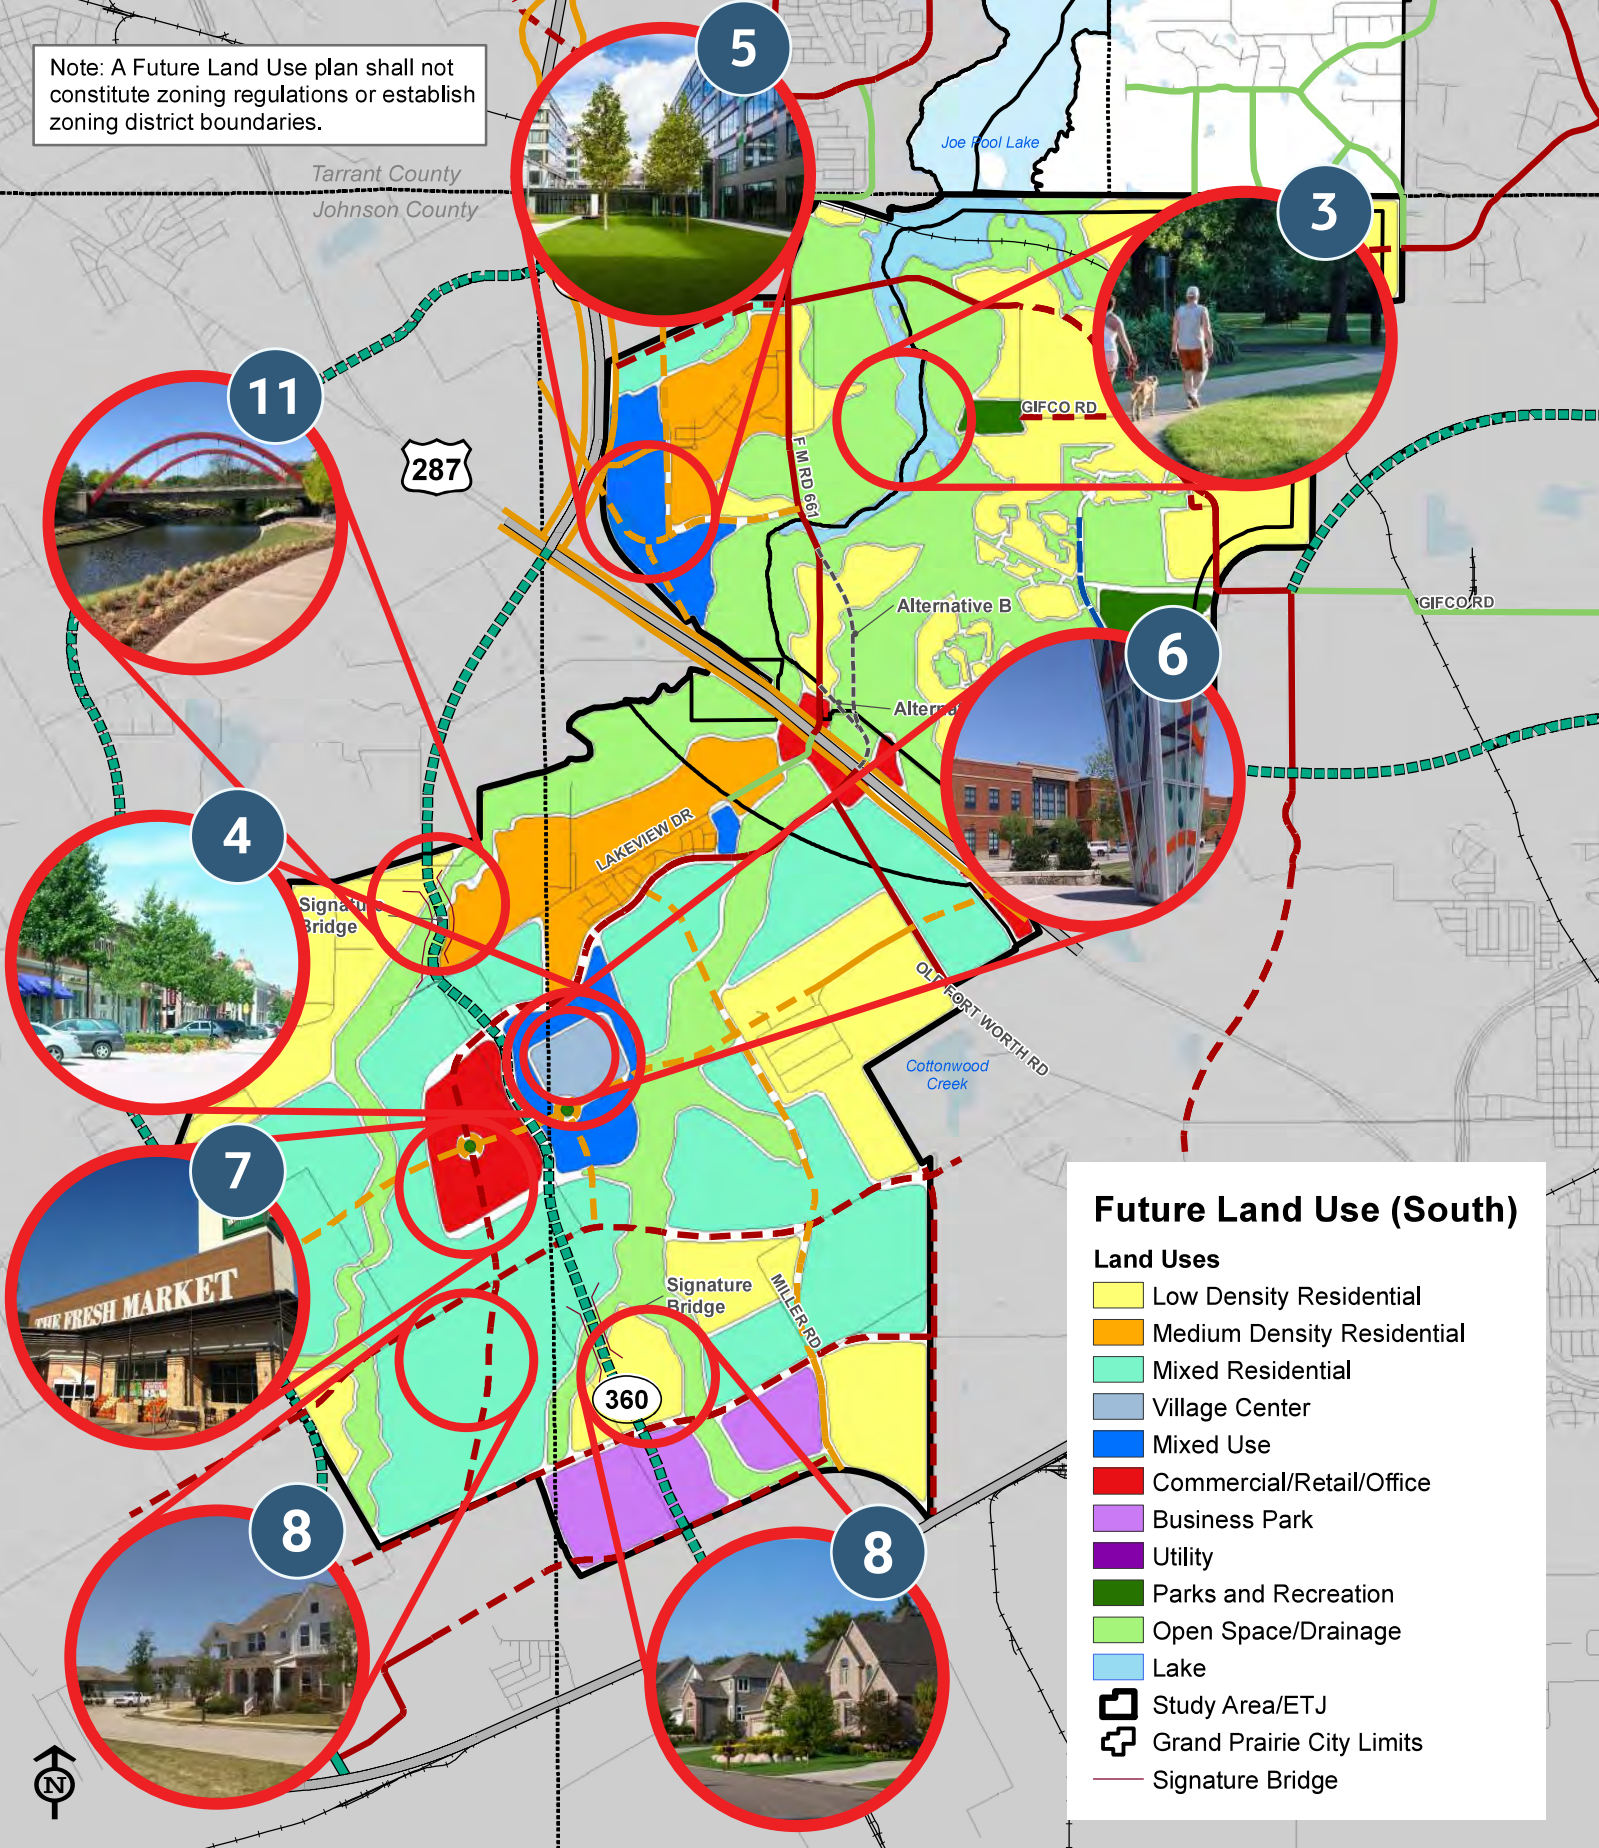 5
Note: A Future Land Use plan shall not
constitute zoning regulations or establish
zoning district boundaries.
Joe Pool Lake
Tarrant County
Johnson County
3
11
GIFCO RD
287
F M RD 661
GIFCO RD
Alternative B
6
Alterna
LAKEVIEW DR
4
Signature
Bridge
OLD FORT WORTH RD
Cottonwood
Creek
7
THE FRESH MARKET
Signature
Bridge
MILLER RD
360
8
8
N
Future Land Use (South)
Land Uses
Low Density Residential
Medium Density Residential
Mixed Residential
Village Center
Mixed Use
Commercial/Retail/Office
Business Park
Utility
Parks and Recreation
Open Space/Drainage
Lake
Study Area/ETJ
Grand Prairie City Limits
Signature Bridge